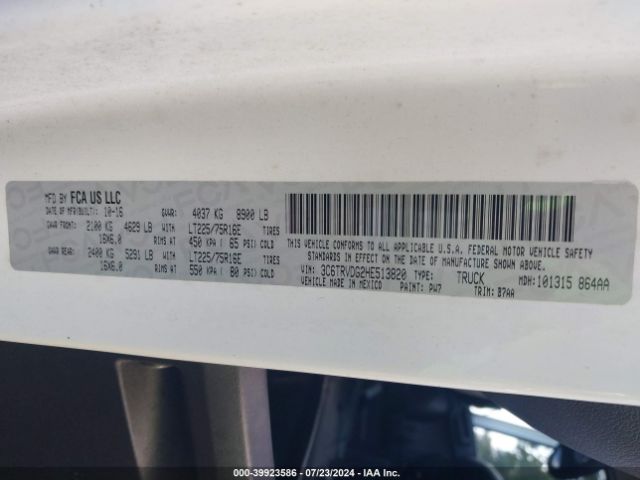 MFD BY FCA US LLC
DATE OF MFR(BUILT): 10-16 GVWR: 4037 KG 8900 LB
GAWR FRONT: 2100 KG 4629 LB WITH LT225/75R16E TIRES
16X6.0 RIMS AT 450 KPA( 65 PSI) COLD
GAWR REAR: 2400 KG 5291 LB WITH LT225/75R16E TIRES
16X6.0 RIMS AT 550 KPA( 80 PSI) COLD
THIS VEHICLE CONFORMS TO ALL APPLICABLE U.S.A. FEDERAL MOTOR VEHICLE SAFETY
STANDARDS IN EFFECT ON THE DATE OF MANUFACTURE SHOWN ABOVE.
VIN: 3C6TRVDG2HE513820 TYPE: TRUCK MDH: 101315 864AA
VEHICLE MADE IN MEXICO PAINT: PW7 TRIM: B7AA
000-39923586 - 07/23/2024 - IAA Inc.